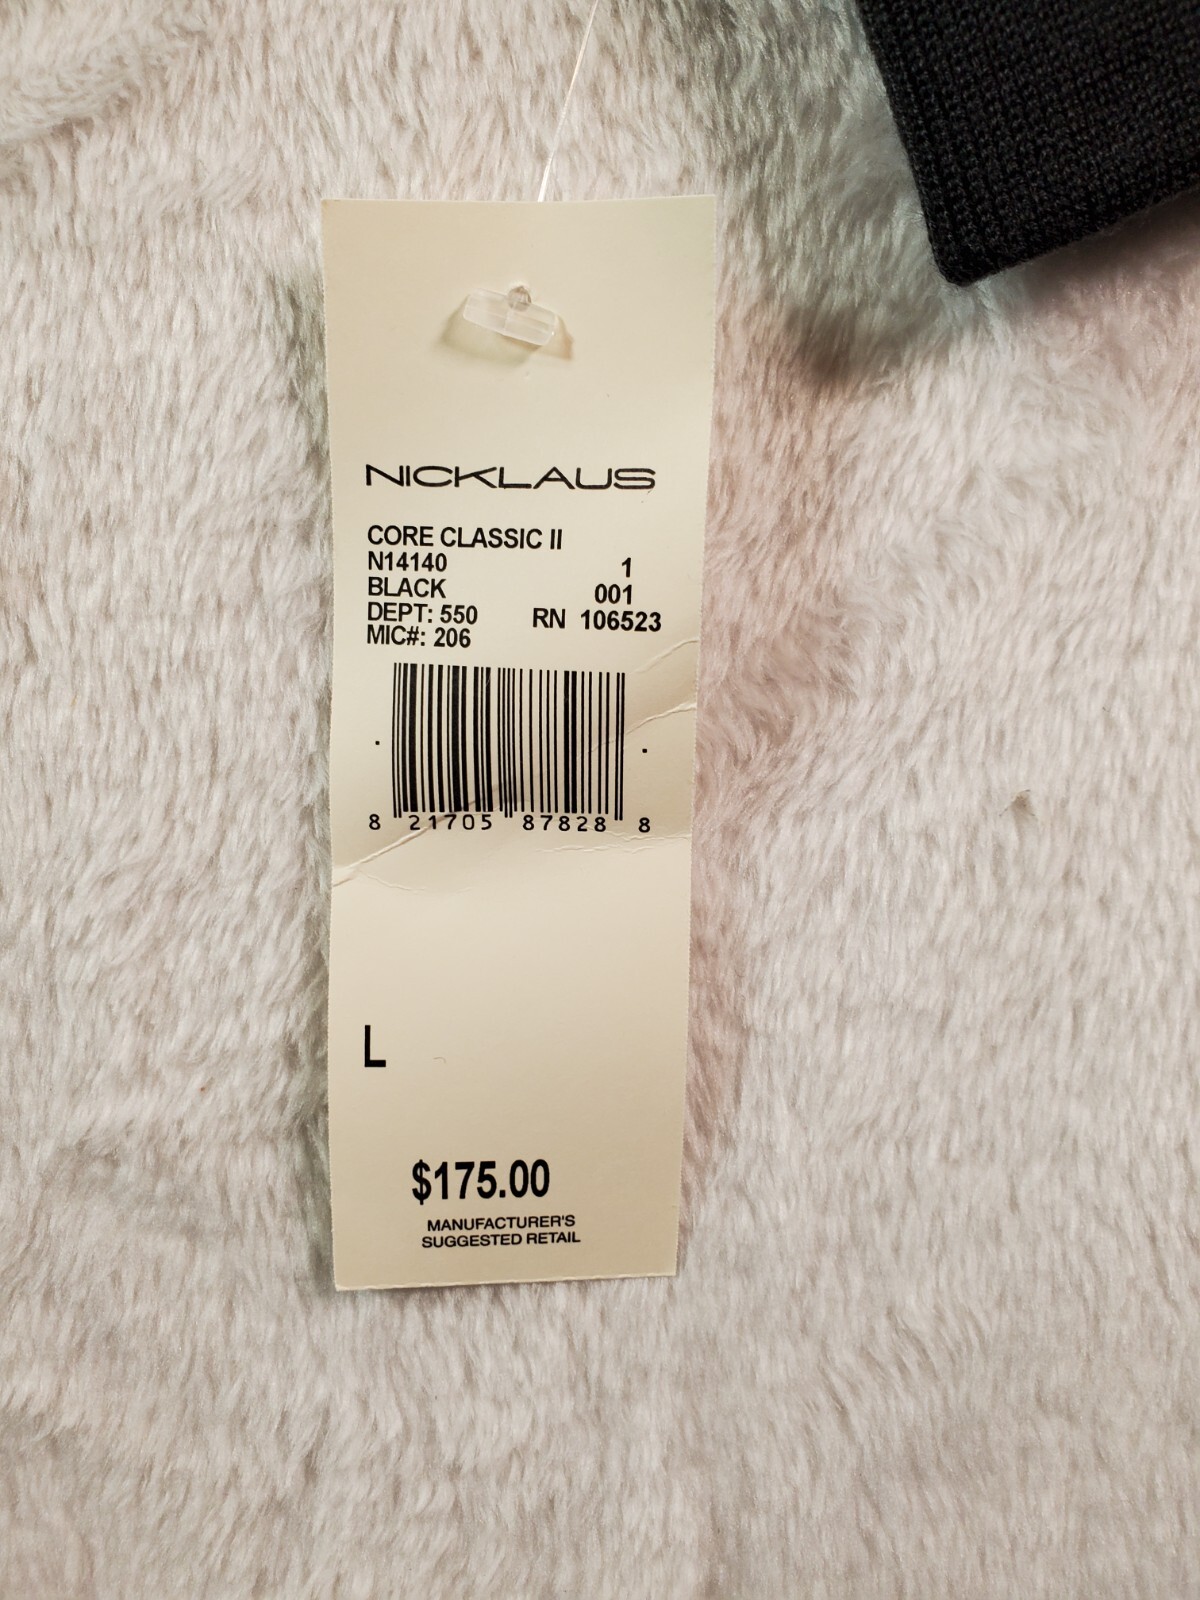 NICKLAUS
CORE CLASSIC II
N14140 1
BLACK 001
DEPT: 550 RN 106523
MIC#: 206
8 21705 87828 8
L
$175.00
MANUFACTURER'S
SUGGESTED RETAIL